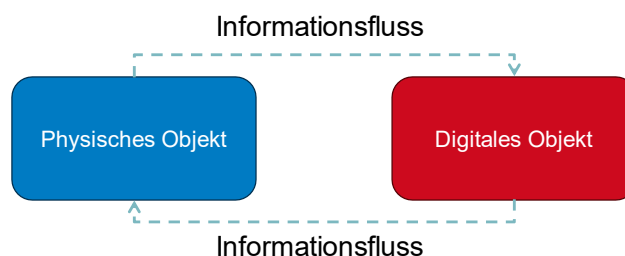 Informationsfluss
Physisches Objekt
Digitales Objekt
Informationsfluss